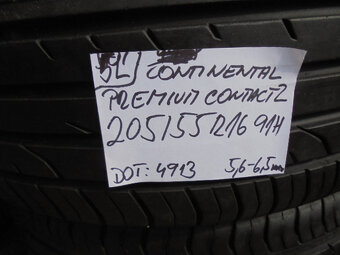 CONTINENTAL
PREMIUM CONTACT2
205/55 R16 91H
DOT: 4913 5,6-6,5mm